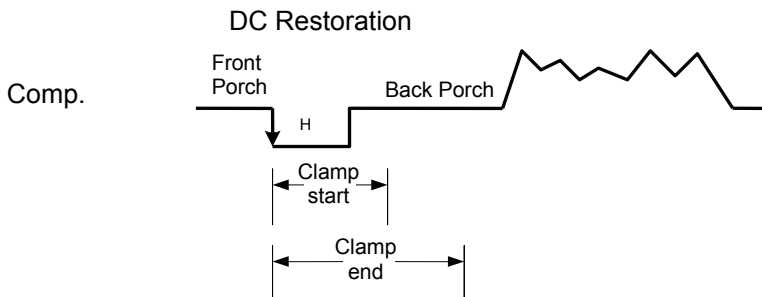 DC Restoration
Front
Porch
Comp.
Back Porch
H
Clamp
start
Clamp
end